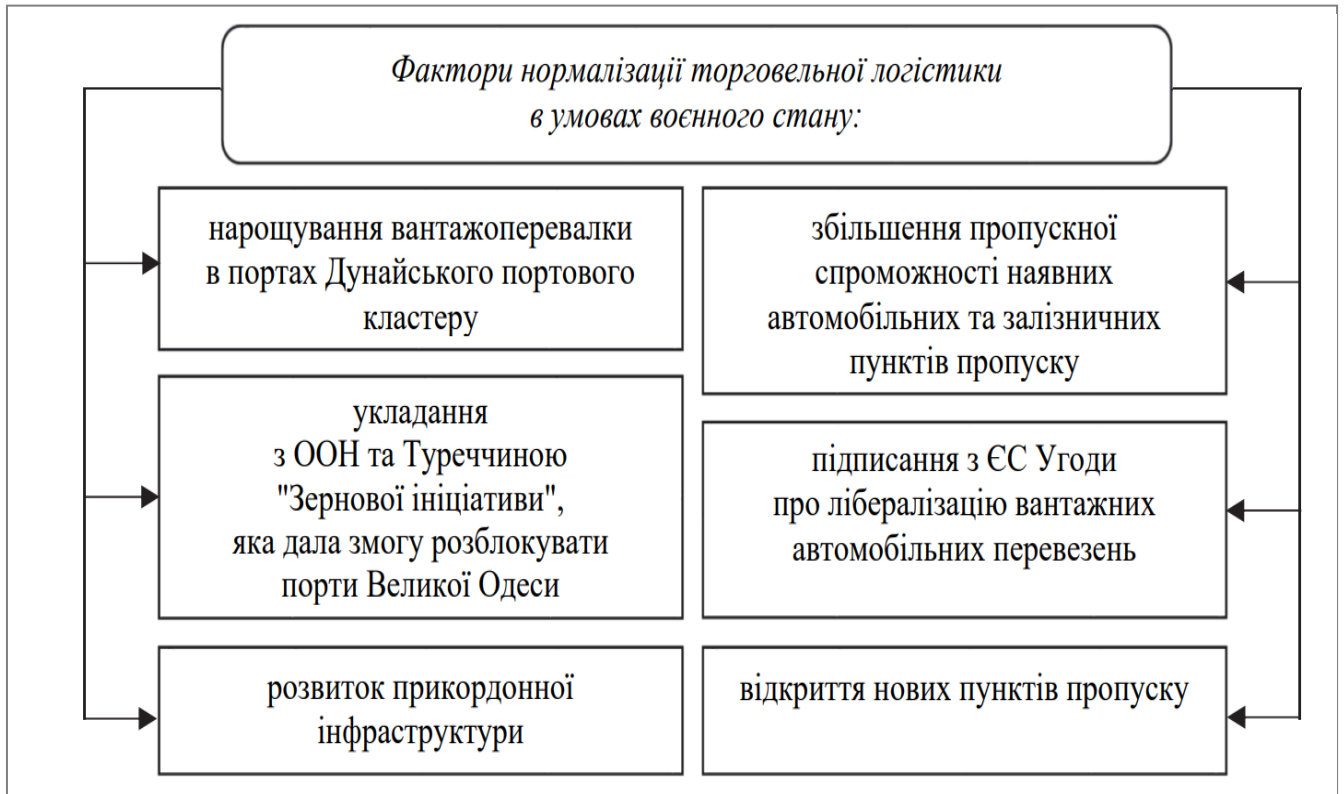 Фактори нормалізації торговельної логістики
в умовах воєнного стану:
нарощування вантажоперевалки
в портах Дунайського портового
кластеру
укладання
з ООН та Туреччиною
"Зернової ініціативи",
яка дала змогу розблокувати
порти Великої Одеси
розвиток прикордонної
інфраструктури
збільшення пропускної
спроможності наявних
автомобільних та залізничних
пунктів пропуску
підписання з ЄС Угоди
про лібералізацію вантажних
автомобільних перевезень
відкриття нових пунктів пропуску